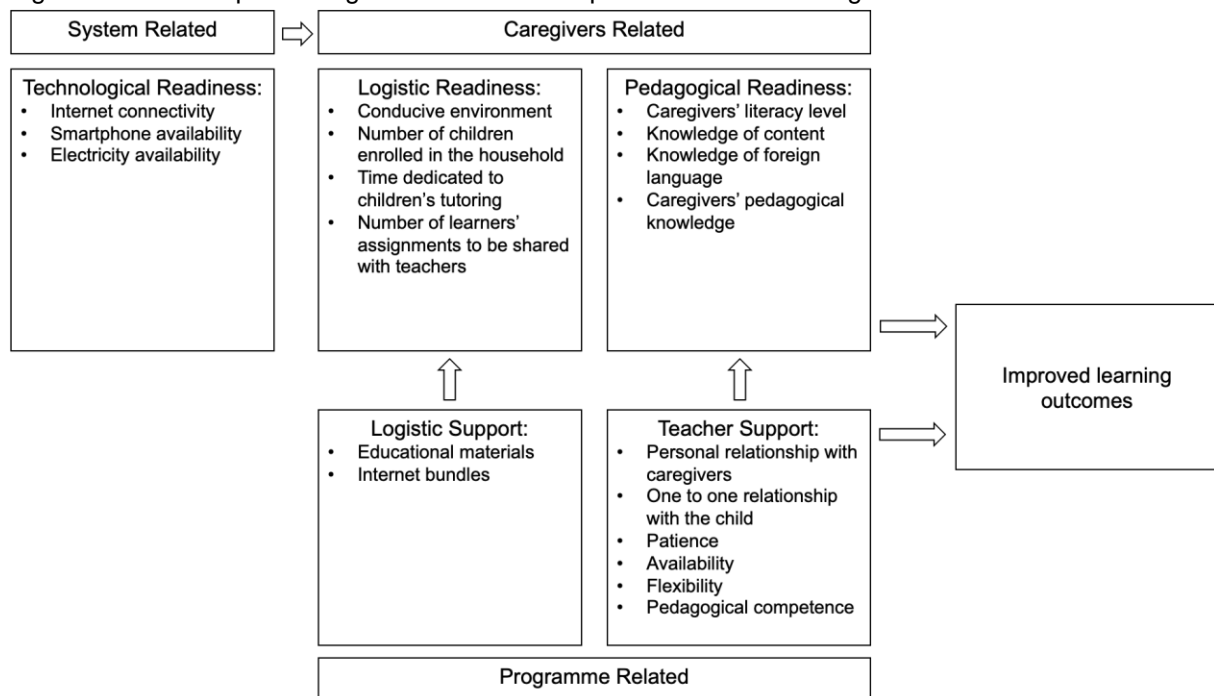 System Related
Caregivers Related
Technological Readiness:
• Internet connectivity
• Smartphone availability
• Electricity availability
Logistic Readiness:
• Conducive environment
• Number of children
enrolled in the household
• Time dedicated to
children's tutoring
• Number of learners'
assignments to be shared
with teachers
Pedagogical Readiness:
• Caregivers' literacy level
• Knowledge of content
• Knowledge of foreign
language
• Caregivers' pedagogical
knowledge
Improved learning
outcomes
Logistic Support:
• Educational materials
• Internet bundles
Teacher Support:
• Personal relationship with
caregivers
• One to one relationship
with the child
• Patience
• Availability
• Flexibility
• Pedagogical competence
Programme Related